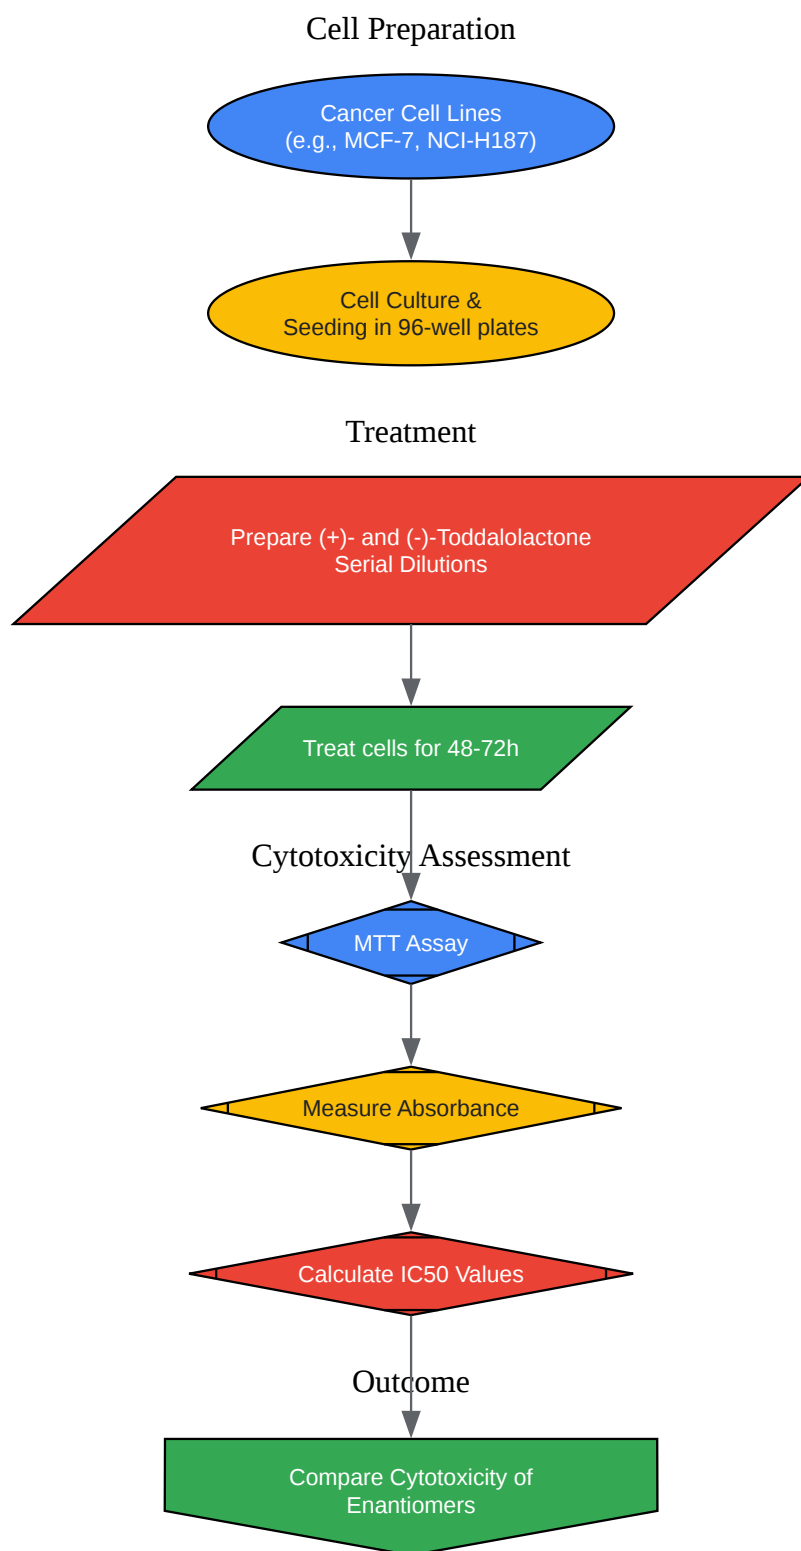 Cell Preparation
Cancer Cell Lines
(e.g., MCF-7, NCI-H187)
Cell Culture &
Seeding in 96-well plates
Treatment
Prepare (+)- and (-)-Toddalolactone
Serial Dilutions
Treat cells for 48-72h
Cytotoxicity Assessment
MTT Assay
Measure Absorbance
Calculate IC50 Values
Outcome
Compare Cytotoxicity of
Enantiomers